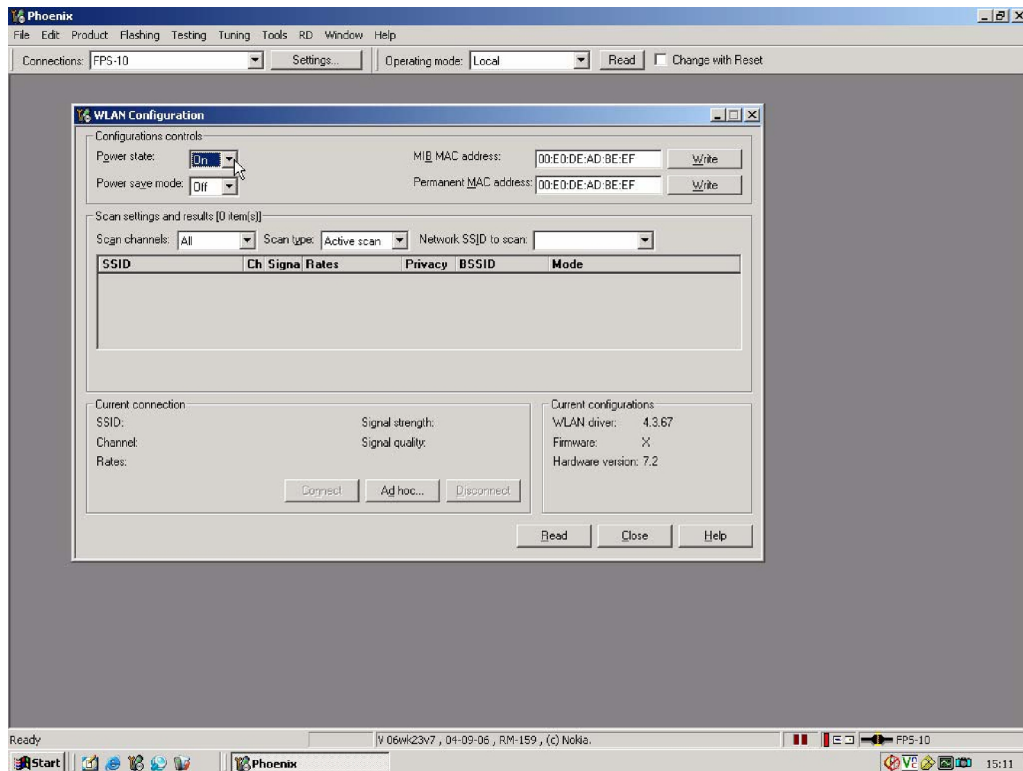 Phoenix
File Edit Product Flashing Testing Tuning Tools RD Window Help
Connections: FPS-10 Settings... Operating mode: Local Read Change with Reset
WLAN Configuration
Configurations controls
Power state: On MIB MAC address: 00:E0:DE:AD:BE:EF Write
Power save mode: Off Permanent MAC address: 00:E0:DE:AD:BE:EF Write
Scan settings and results [0 item(s)]
Scan channels: All Scan type: Active scan Network SSID to scan:
SSID Ch Signa Rates Privacy BSSID Mode
Current connection
SSID: Signal strength:
Channel: Signal quality:
Rates:
Connect Ad hoc... Disconnect
Current configurations
WLAN driver: 4.3.67
Firmware: X
Hardware version: 7.2
Read Close Help
Ready V 06wk23v7 , 04-09-06 , RM-159 , (c) Nokia. FPS-10
Start Phoenix 15:11